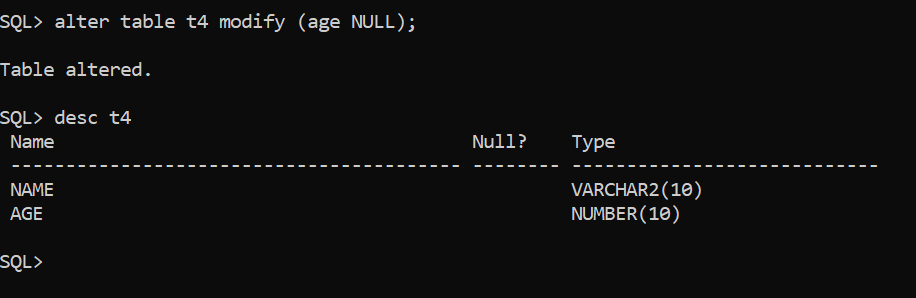 SQL> alter table t4 modify (age NULL);
Table altered.
SQL> desc t4
Name Null? Type
----------------------------------------- -------- ----------------------------
NAME VARCHAR2(10)
AGE NUMBER(10)
SQL>